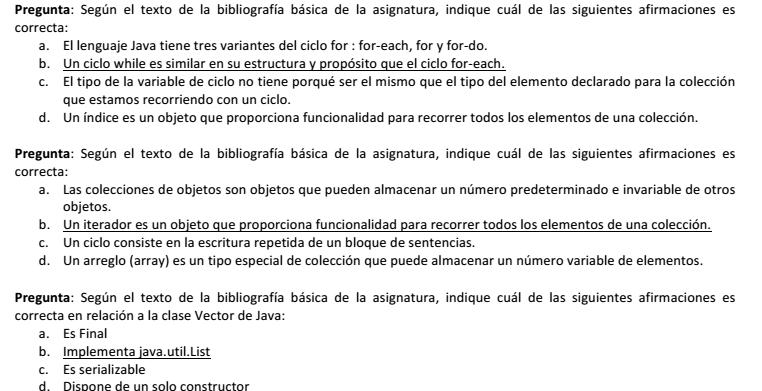 Pregunta: Según el texto de la bibliografía básica de la asignatura, indique cuál de las siguientes afirmaciones es
correcta:
a. El lenguaje Java tiene tres variantes del ciclo for : for-each, for y for-do.
b. Un ciclo while es similar en su estructura y propósito que el ciclo for-each.
c. El tipo de la variable de ciclo no tiene porqué ser el mismo que el tipo del elemento declarado para la colección
que estamos recorriendo con un ciclo.
d. Un índice es un objeto que proporciona funcionalidad para recorrer todos los elementos de una colección.
Pregunta: Según el texto de la bibliografía básica de la asignatura, indique cuál de las siguientes afirmaciones es
correcta:
a. Las colecciones de objetos son objetos que pueden almacenar un número predeterminado e invariable de otros
objetos.
b. Un iterador es un objeto que proporciona funcionalidad para recorrer todos los elementos de una colección.
c. Un ciclo consiste en la escritura repetida de un bloque de sentencias.
d. Un arreglo (array) es un tipo especial de colección que puede almacenar un número variable de elementos.
Pregunta: Según el texto de la bibliografía básica de la asignatura, indique cuál de las siguientes afirmaciones es
correcta en relación a la clase Vector de Java:
a. Es Final
b. Implementa java.util.List
c. Es serializable
d. Dispone de un solo constructor